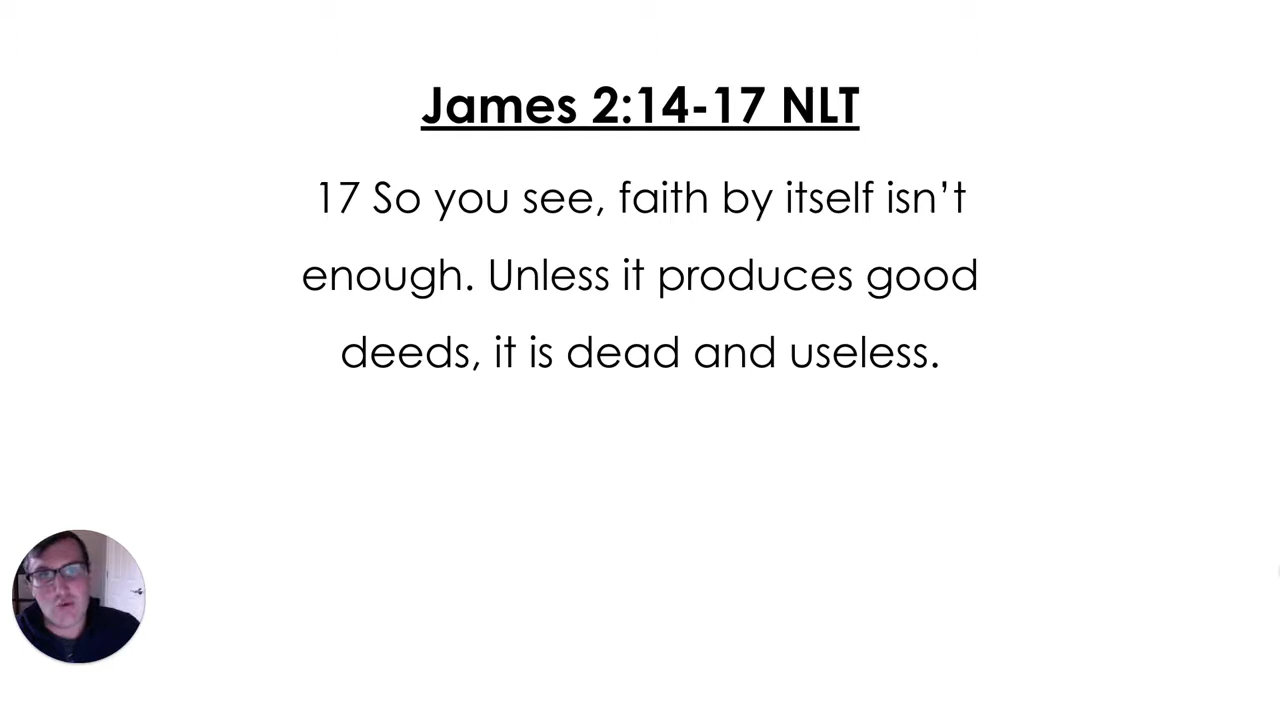 James 2:14-17 NLT
17 So you see, faith by itself isn’t
enough. Unless it produces good
deeds, it is dead and useless.